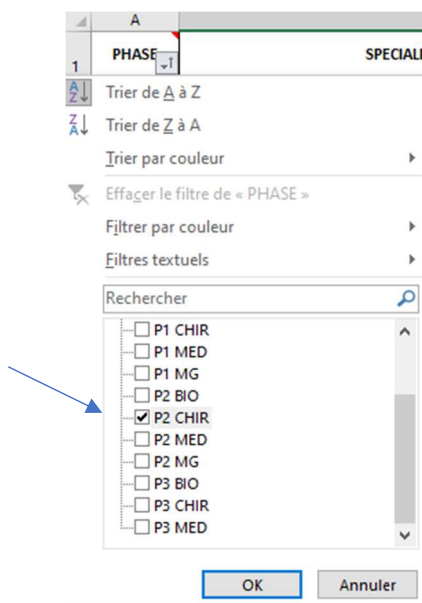 A
1 PHASE SPECIALI
Trier de A à Z
Trier de Z à A
Trier par couleur
Effacer le filtre de « PHASE »
Filtrer par couleur
Filtres textuels
Rechercher
P1 CHIR
P1 MED
P1 MG
P2 BIO
P2 CHIR
P2 MED
P2 MG
P3 BIO
P3 CHIR
P3 MED
OK Annuler